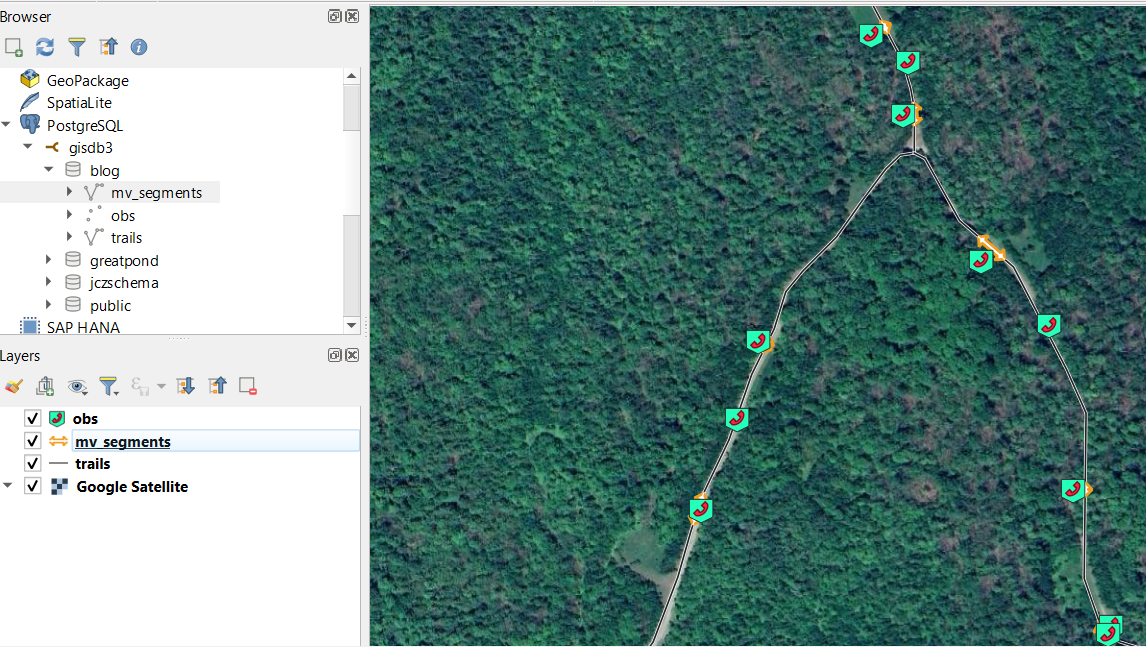 Browser
GeoPackage
SpatiaLite
PostgreSQL
gisdb3
blog
mv_segments
obs
trails
greatpond
jczschema
public
SAP HANA
Layers
obs
mv_segments
trails
Google Satellite